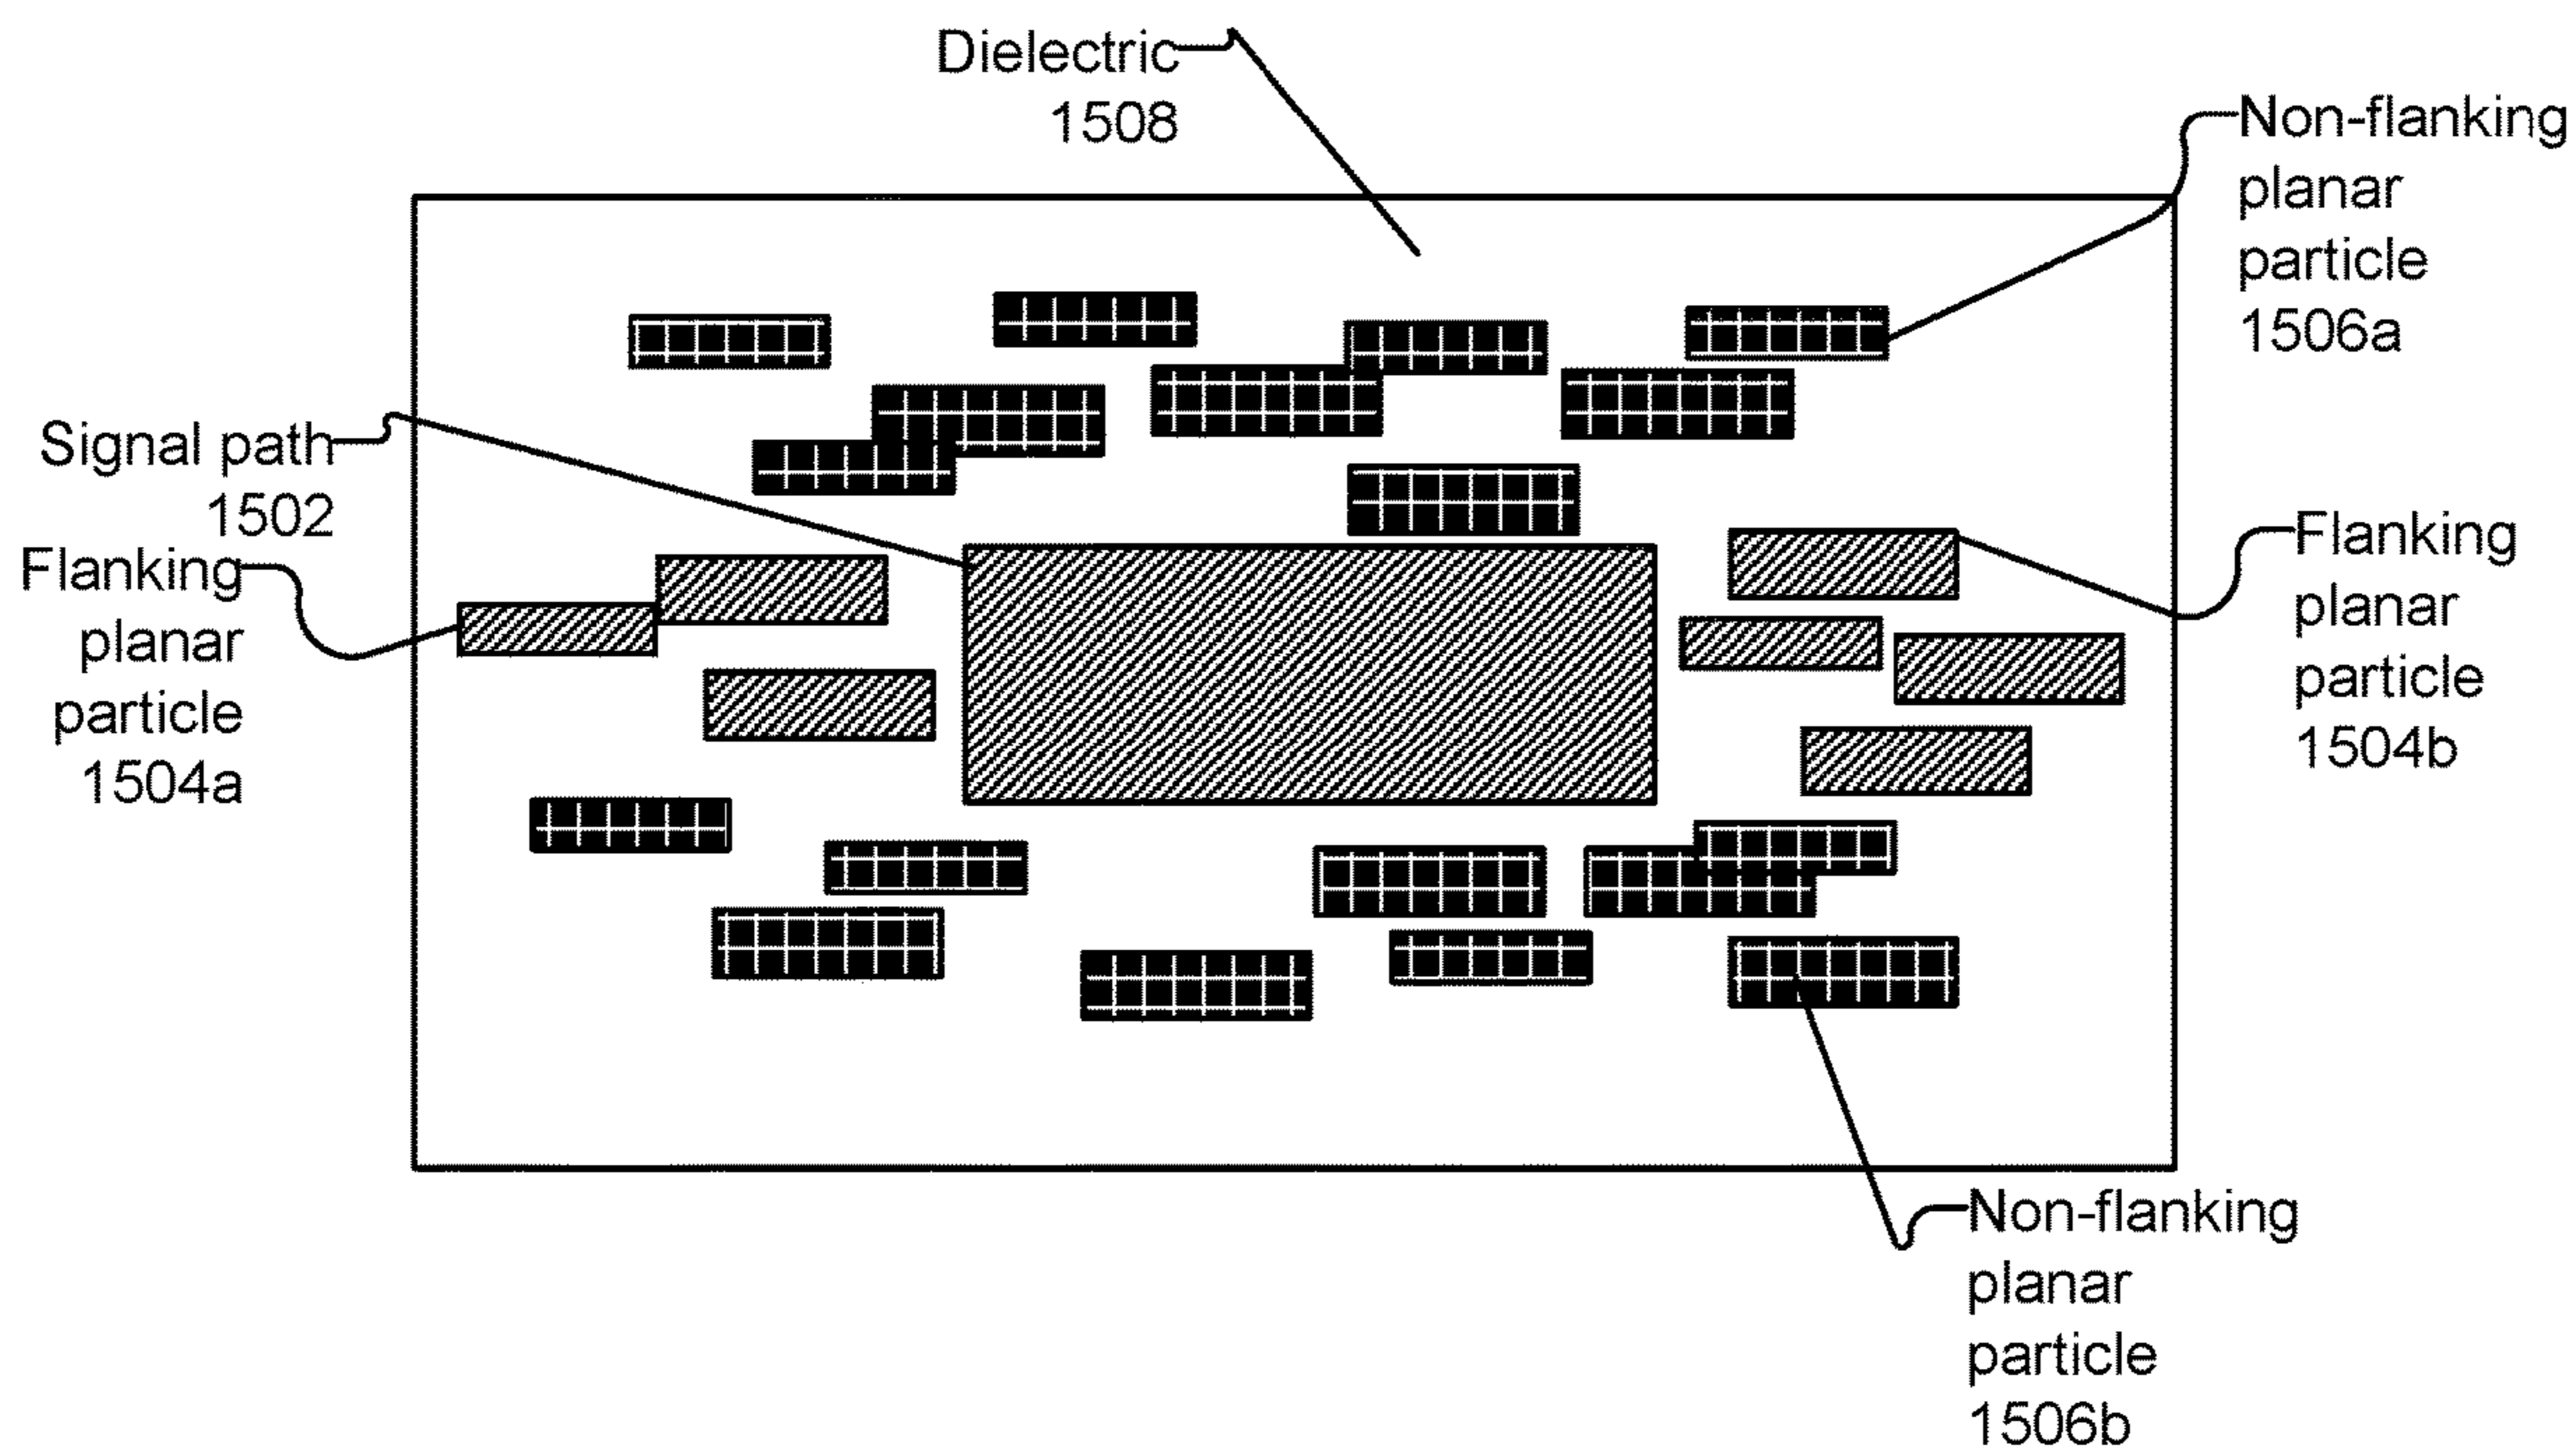 Dielectric
1508
Non-flanking
planar
particle
1506a
Signal path
1502
Flanking
planar
particle
1504a
Flanking
planar
particle
1504b
Non-flanking
planar
particle
1506b